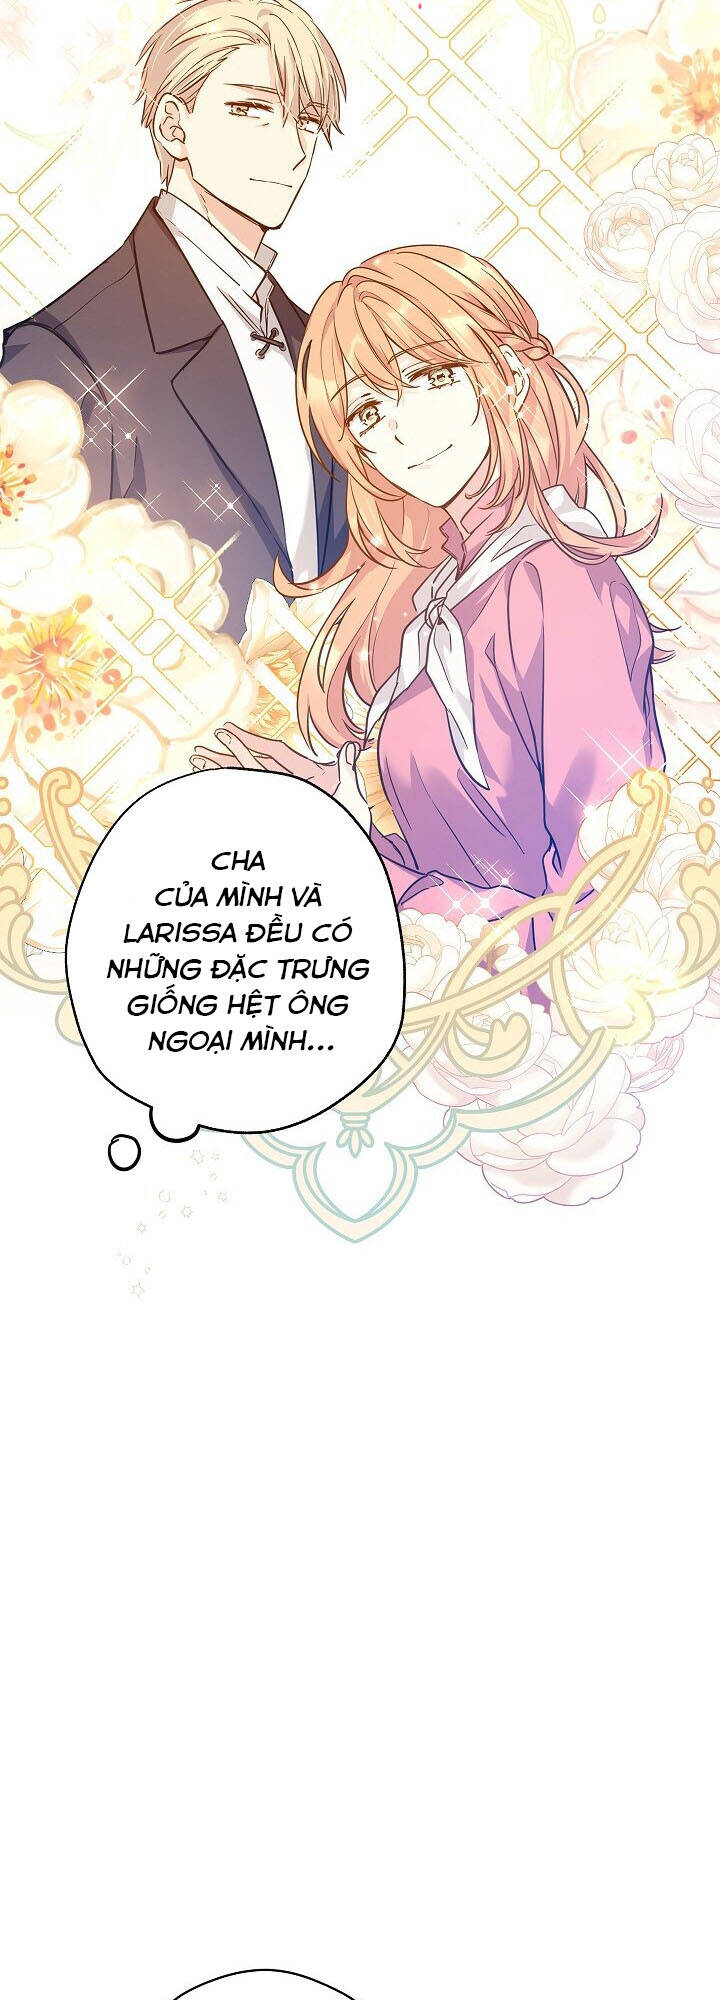 CHA
CỦA MÌNH VÀ
LARISSA ĐỀU CÓ
NHỮNG ĐẶC TRƯNG
GIỐNG HỆT ÔNG
NGOẠI MÌNH...